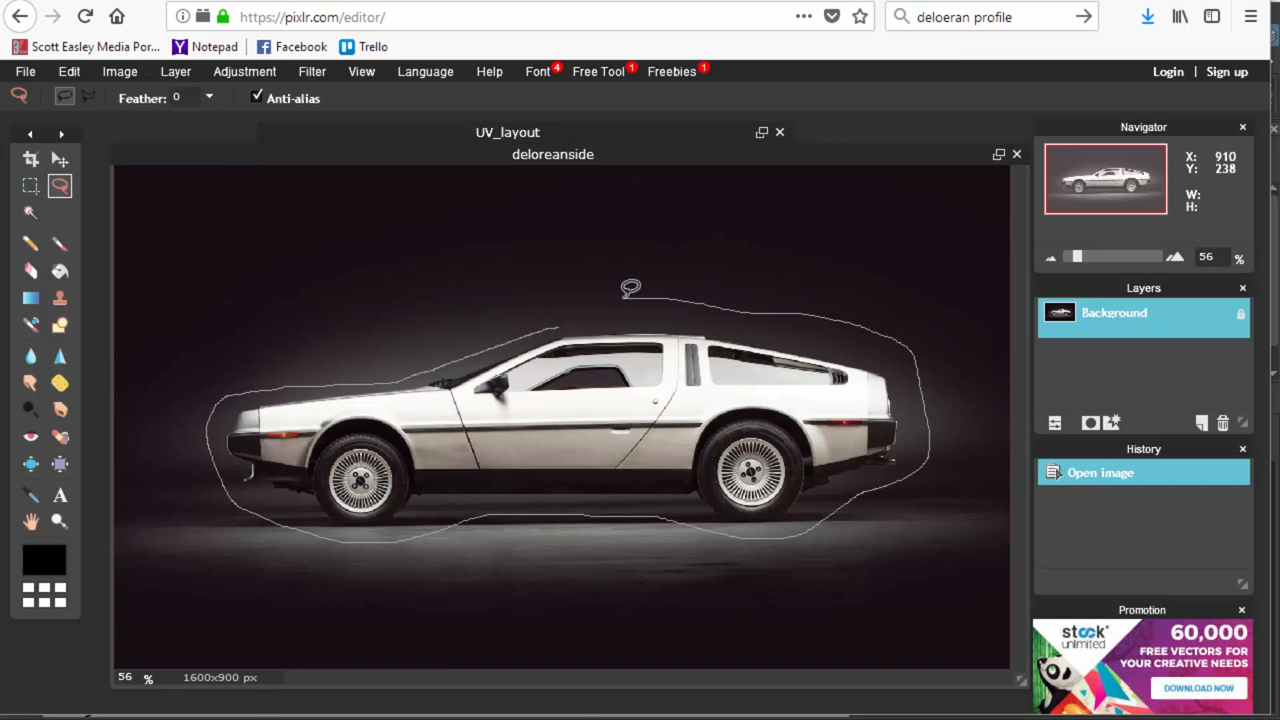 https://pixlr.com/editor/
deloeran profile
Scott Easley Media Por...
Notepad
Facebook
Trello
File
Edit
Image
Layer
Adjustment
Filter
View
Language
Help
Font 4
Free Tool 1
Freebies 1
Login | Sign up
Feather: 0
Anti-alias
UV_layout
deloreanside
Navigator
X: 910
Y: 238
W:
H:
56 %
Layers
Background
History
Open image
A
56 %
1600x900 px
Promotion
stock unlimited
60,000
FREE VECTORS FOR
YOUR CREATIVE NEEDS
DOWNLOAD NOW